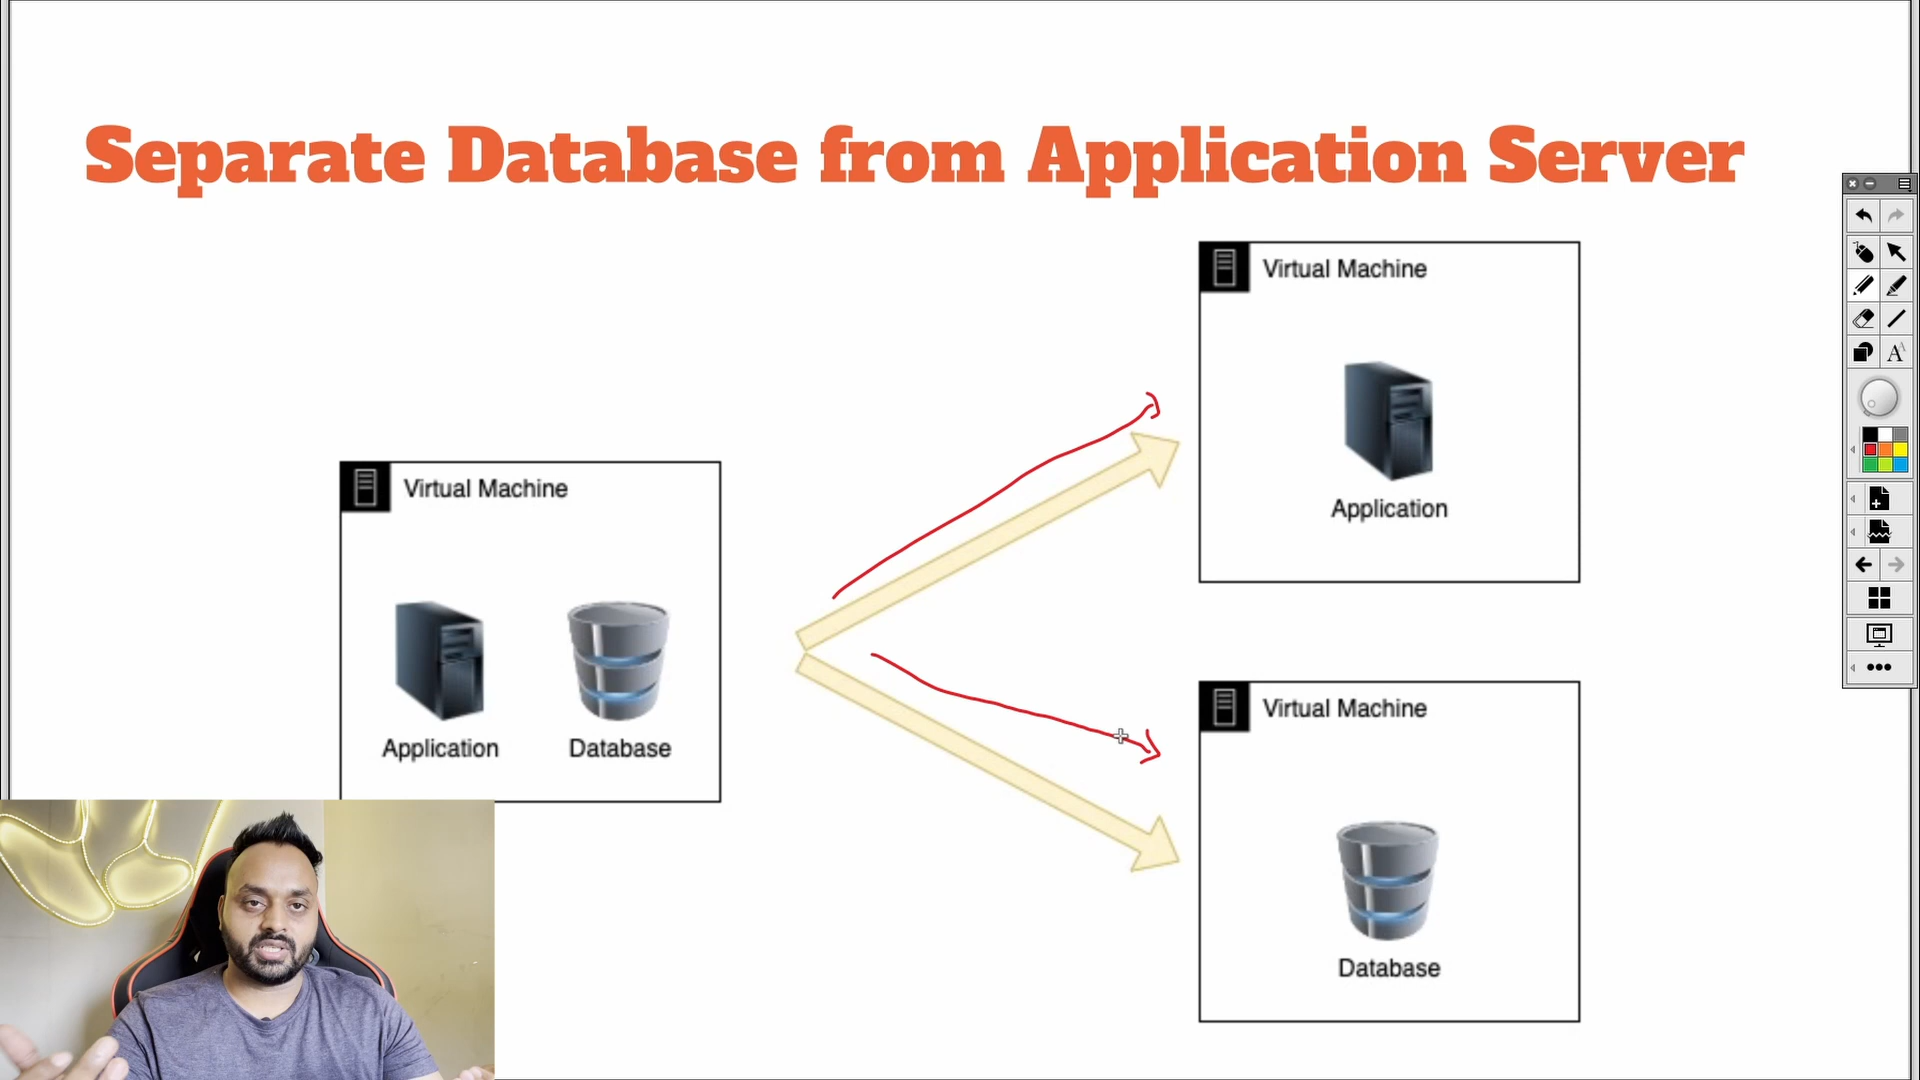 Separate Database from Application Server
Virtual Machine
Application
Database
Virtual Machine
Application
Virtual Machine
Database
A